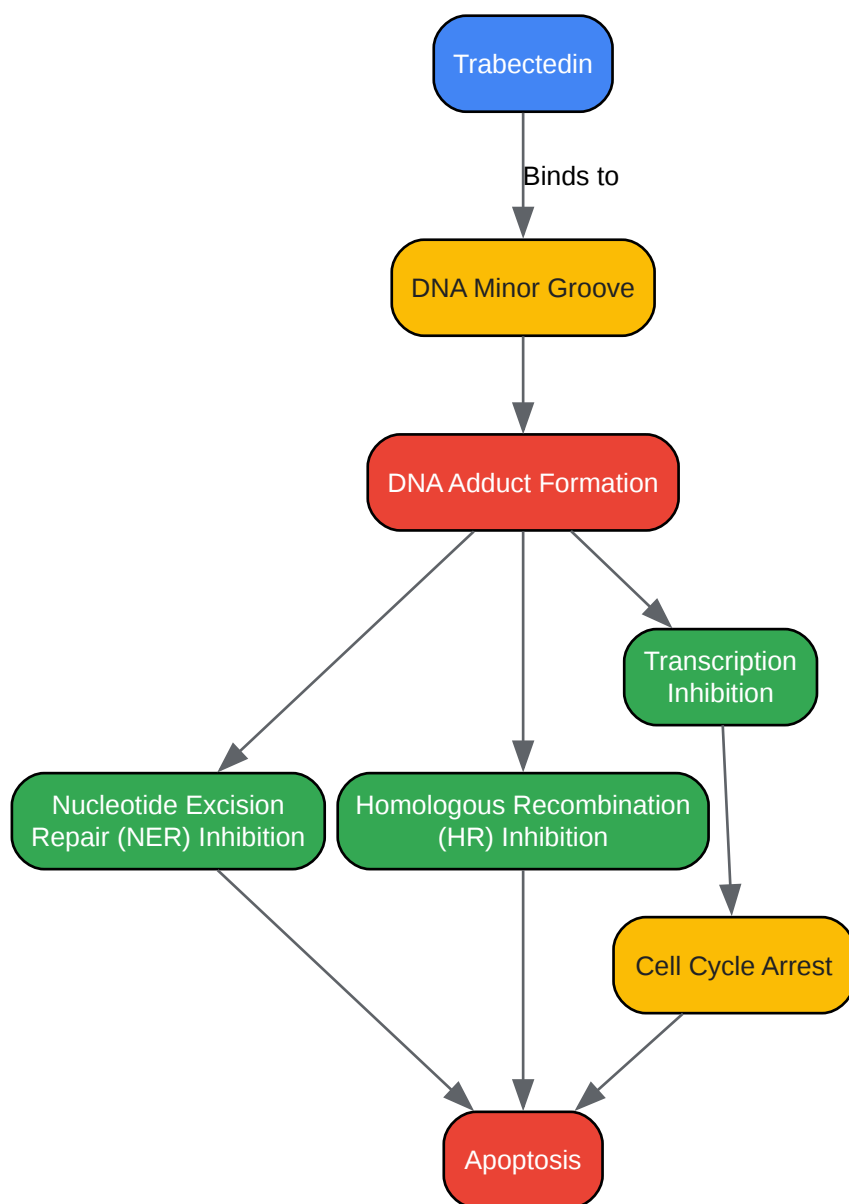 Trabectedin
Binds to
DNA Minor Groove
DNA Adduct Formation
Transcription
Inhibition
Nucleotide Excision
Repair (NER) Inhibition
Homologous Recombination
(HR) Inhibition
Cell Cycle Arrest
Apoptosis